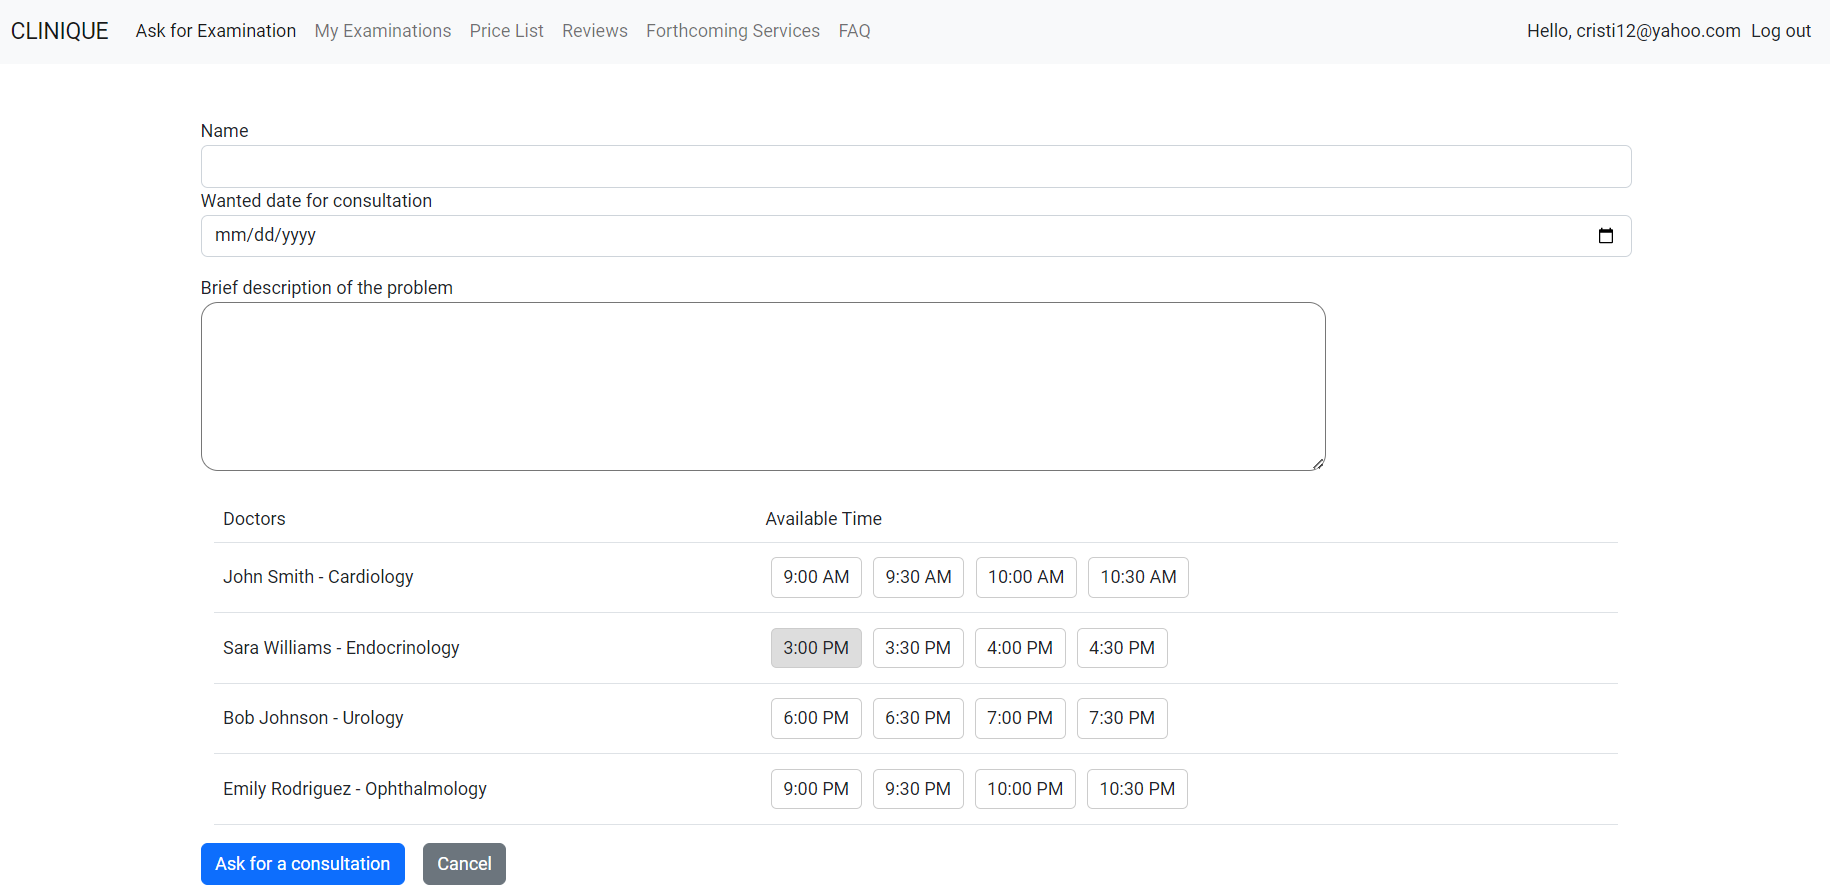 CLINIQUE Ask for Examination My Examinations Price List Reviews Forthcoming Services FAQ Hello, cristi12@yahoo.com Log out
Name
Wanted date for consultation
mm/dd/yyyy
Brief description of the problem
Doctors Available Time
John Smith - Cardiology 9:00 AM 9:30 AM 10:00 AM 10:30 AM
Sara Williams - Endocrinology 3:00 PM 3:30 PM 4:00 PM 4:30 PM
Bob Johnson - Urology 6:00 PM 6:30 PM 7:00 PM 7:30 PM
Emily Rodriguez - Ophthalmology 9:00 PM 9:30 PM 10:00 PM 10:30 PM
Ask for a consultation Cancel